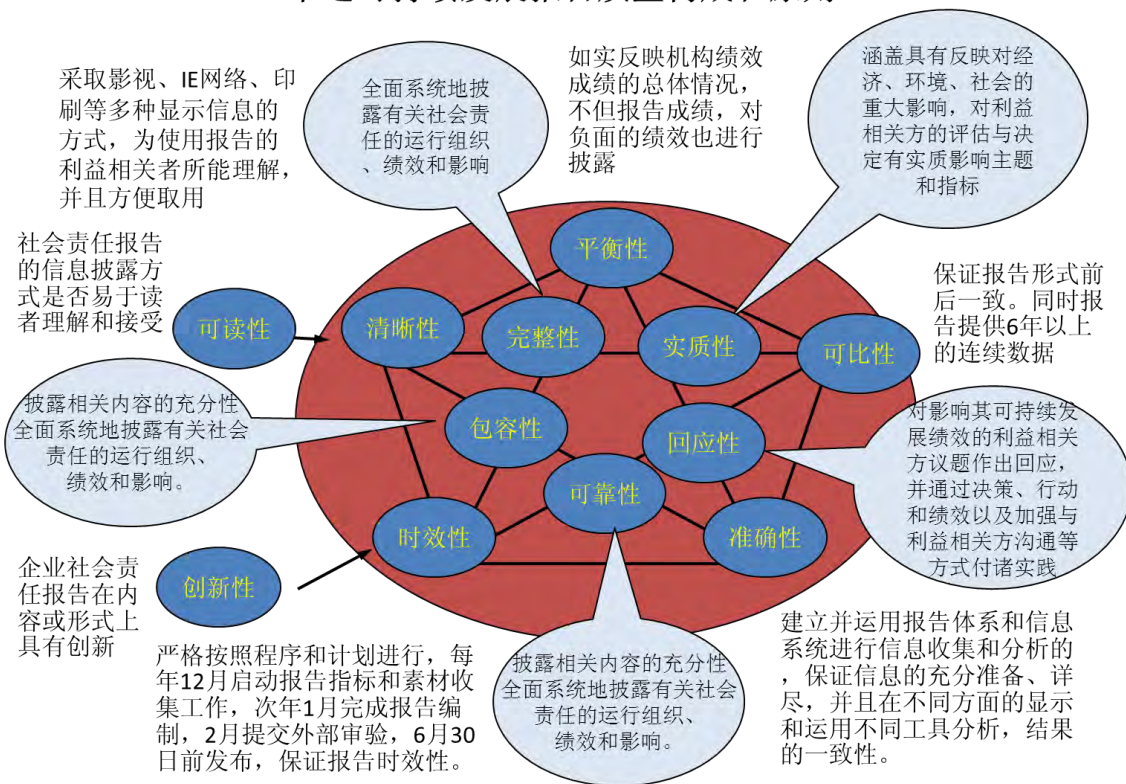 采取影视、IE网络、印
刷等多种显示信息的
方式，为使用报告的
利益相关者所能理解，
并且方便取用
全面系统地披
露有关社会责
任的运行组织
、绩效和影响
如实反映机构绩效
成绩的总体情况，
不但报告成绩，对
负面的绩效也进行
披露
涵盖具有反映对经
济、环境、社会的
重大影响，对利益
相关方的评估与决
定有实质影响主题
和指标
社会责任报告
的信息披露方
式是否易于读
者理解和接受
可读性
平衡性
清晰性
完整性
实质性
可比性
保证报告形式前
后一致。同时报
告提供6年以上
的连续数据
披露相关内容的充分性
全面系统地披露有关社会
责任的运行组织、
绩效和影响。
包容性
回应性
对影响其可持续发
展绩效的利益相关
方议题作出回应，
并通过决策、行动
和绩效以及加强与
利益相关方沟通等
方式付诸实践
可靠性
时效性
准确性
创新性
企业社会责
任报告在内
容或形式上
具有创新
严格按照程序和计划进行，每
年12月启动报告指标和素材收
集工作，次年1月完成报告编
制，2月提交外部审验，6月30
日前发布，保证报告时效性。
披露相关内容的充分性
全面系统地披露有关社会
责任的运行组织、
绩效和影响。
建立并运用报告体系和信息
系统进行信息收集和分析的
，保证信息的充分准备、详
尽，并且在不同方面的显示
和运用不同工具分析，结果
的一致性。